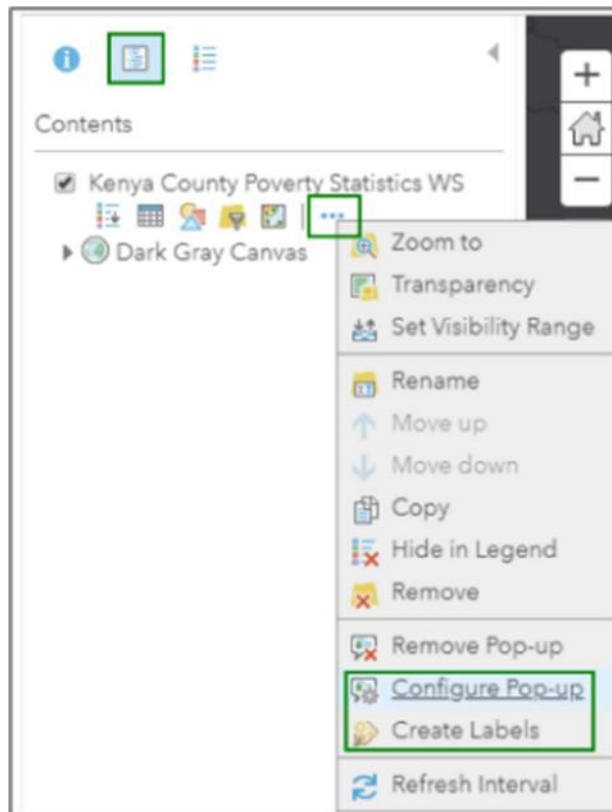 Contents
Kenya County Poverty Statistics WS
Dark Gray Canvas
Zoom to
Transparency
Set Visibility Range
Rename
Move up
Move down
Copy
Hide in Legend
Remove
Remove Pop-up
Configure Pop-up
Create Labels
Refresh Interval